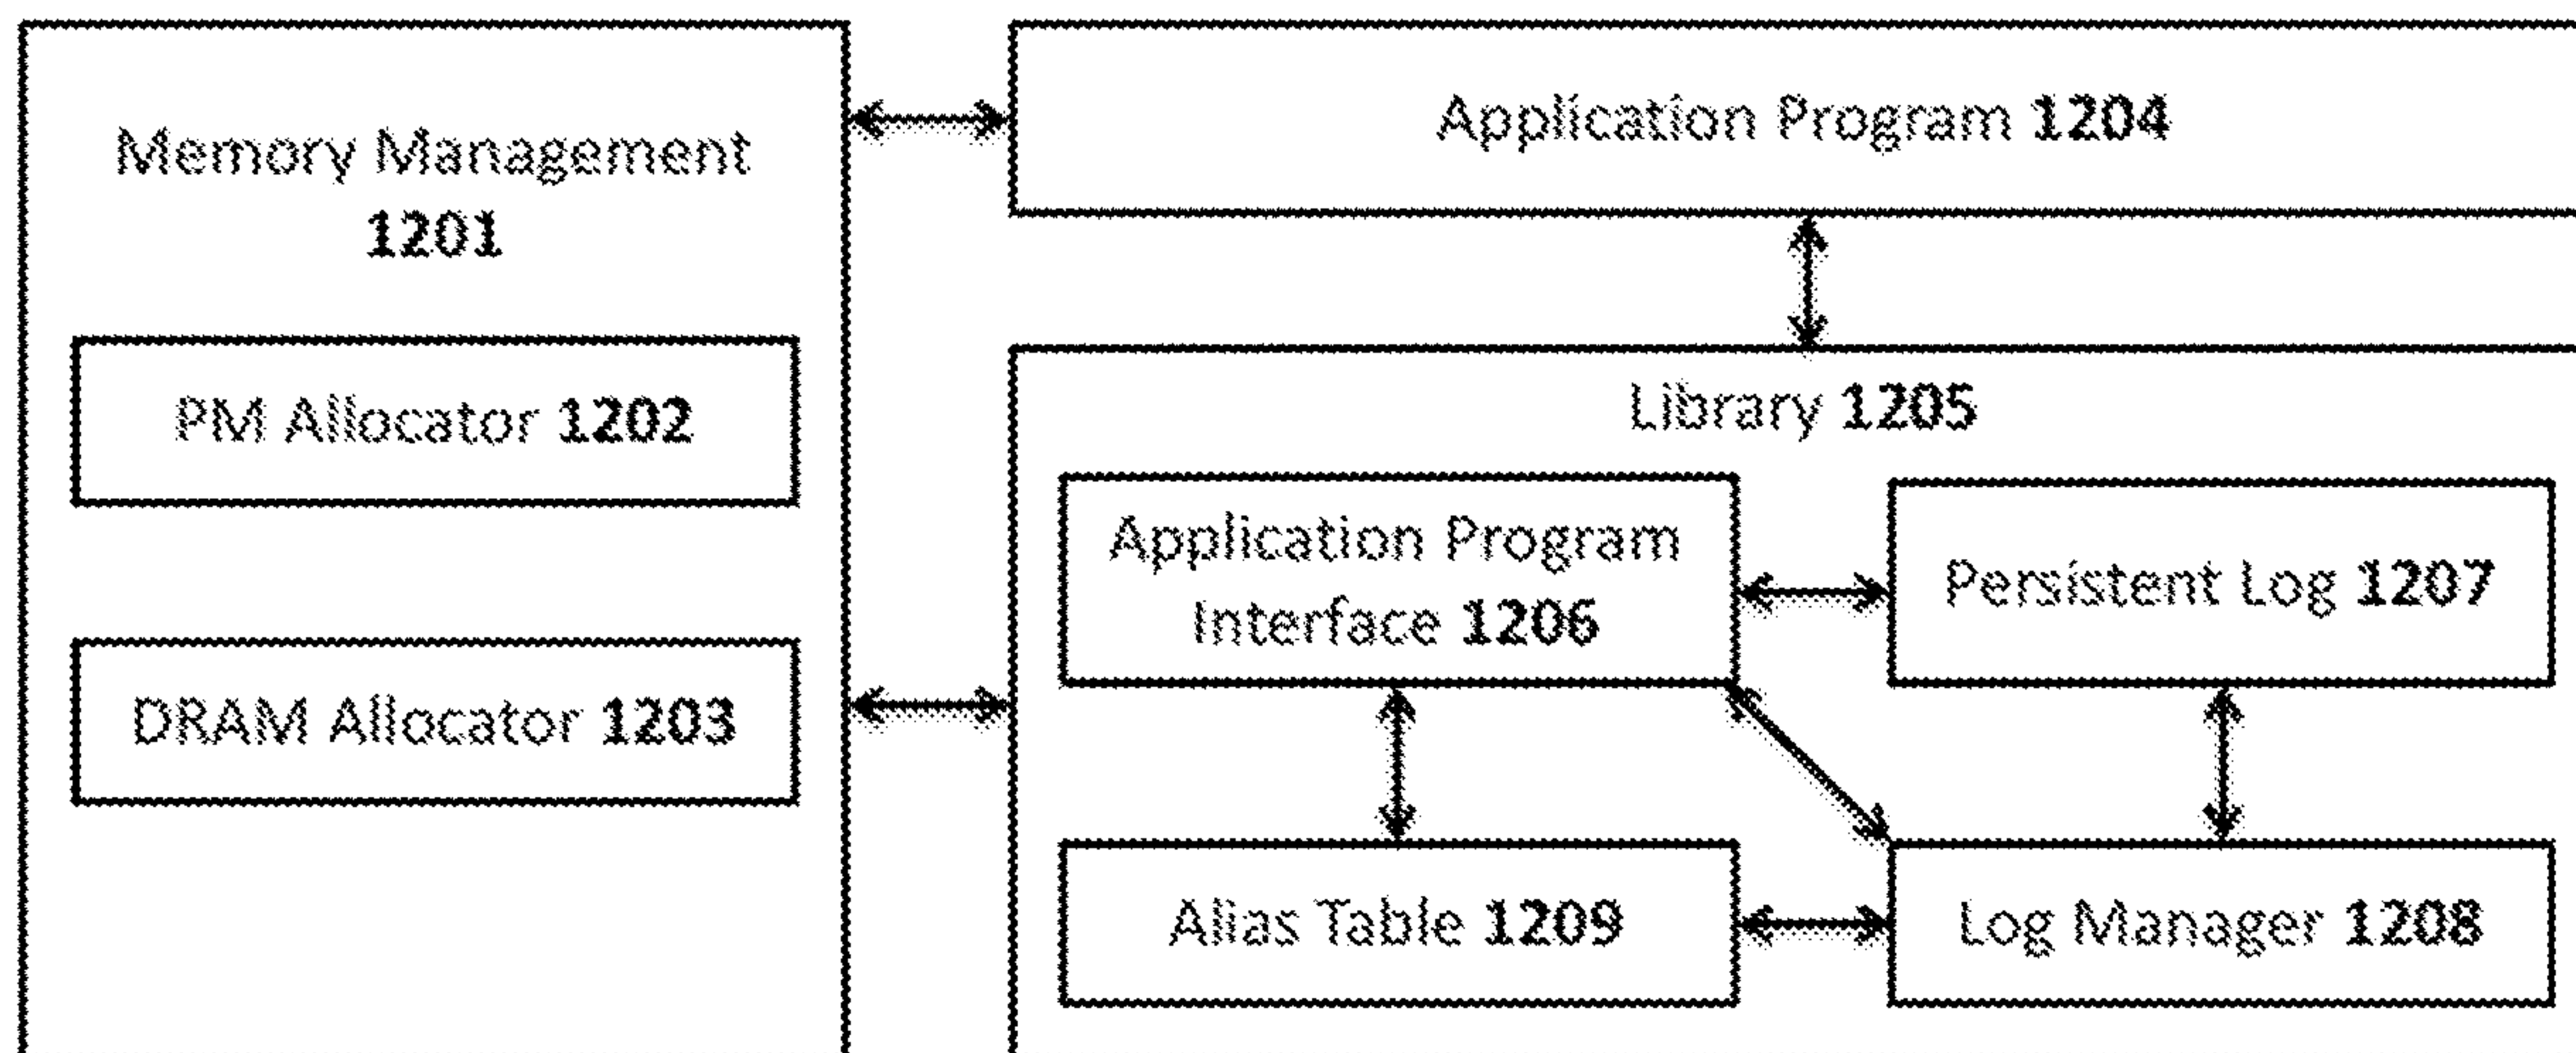 Memory Management
1201
PM Allocator 1202
DRAM Allocator 1203
Application Program 1204
Library 1205
Application Program
Interface 1206
Persistent Log 1207
Alias Table 1209
Log Manager 1208